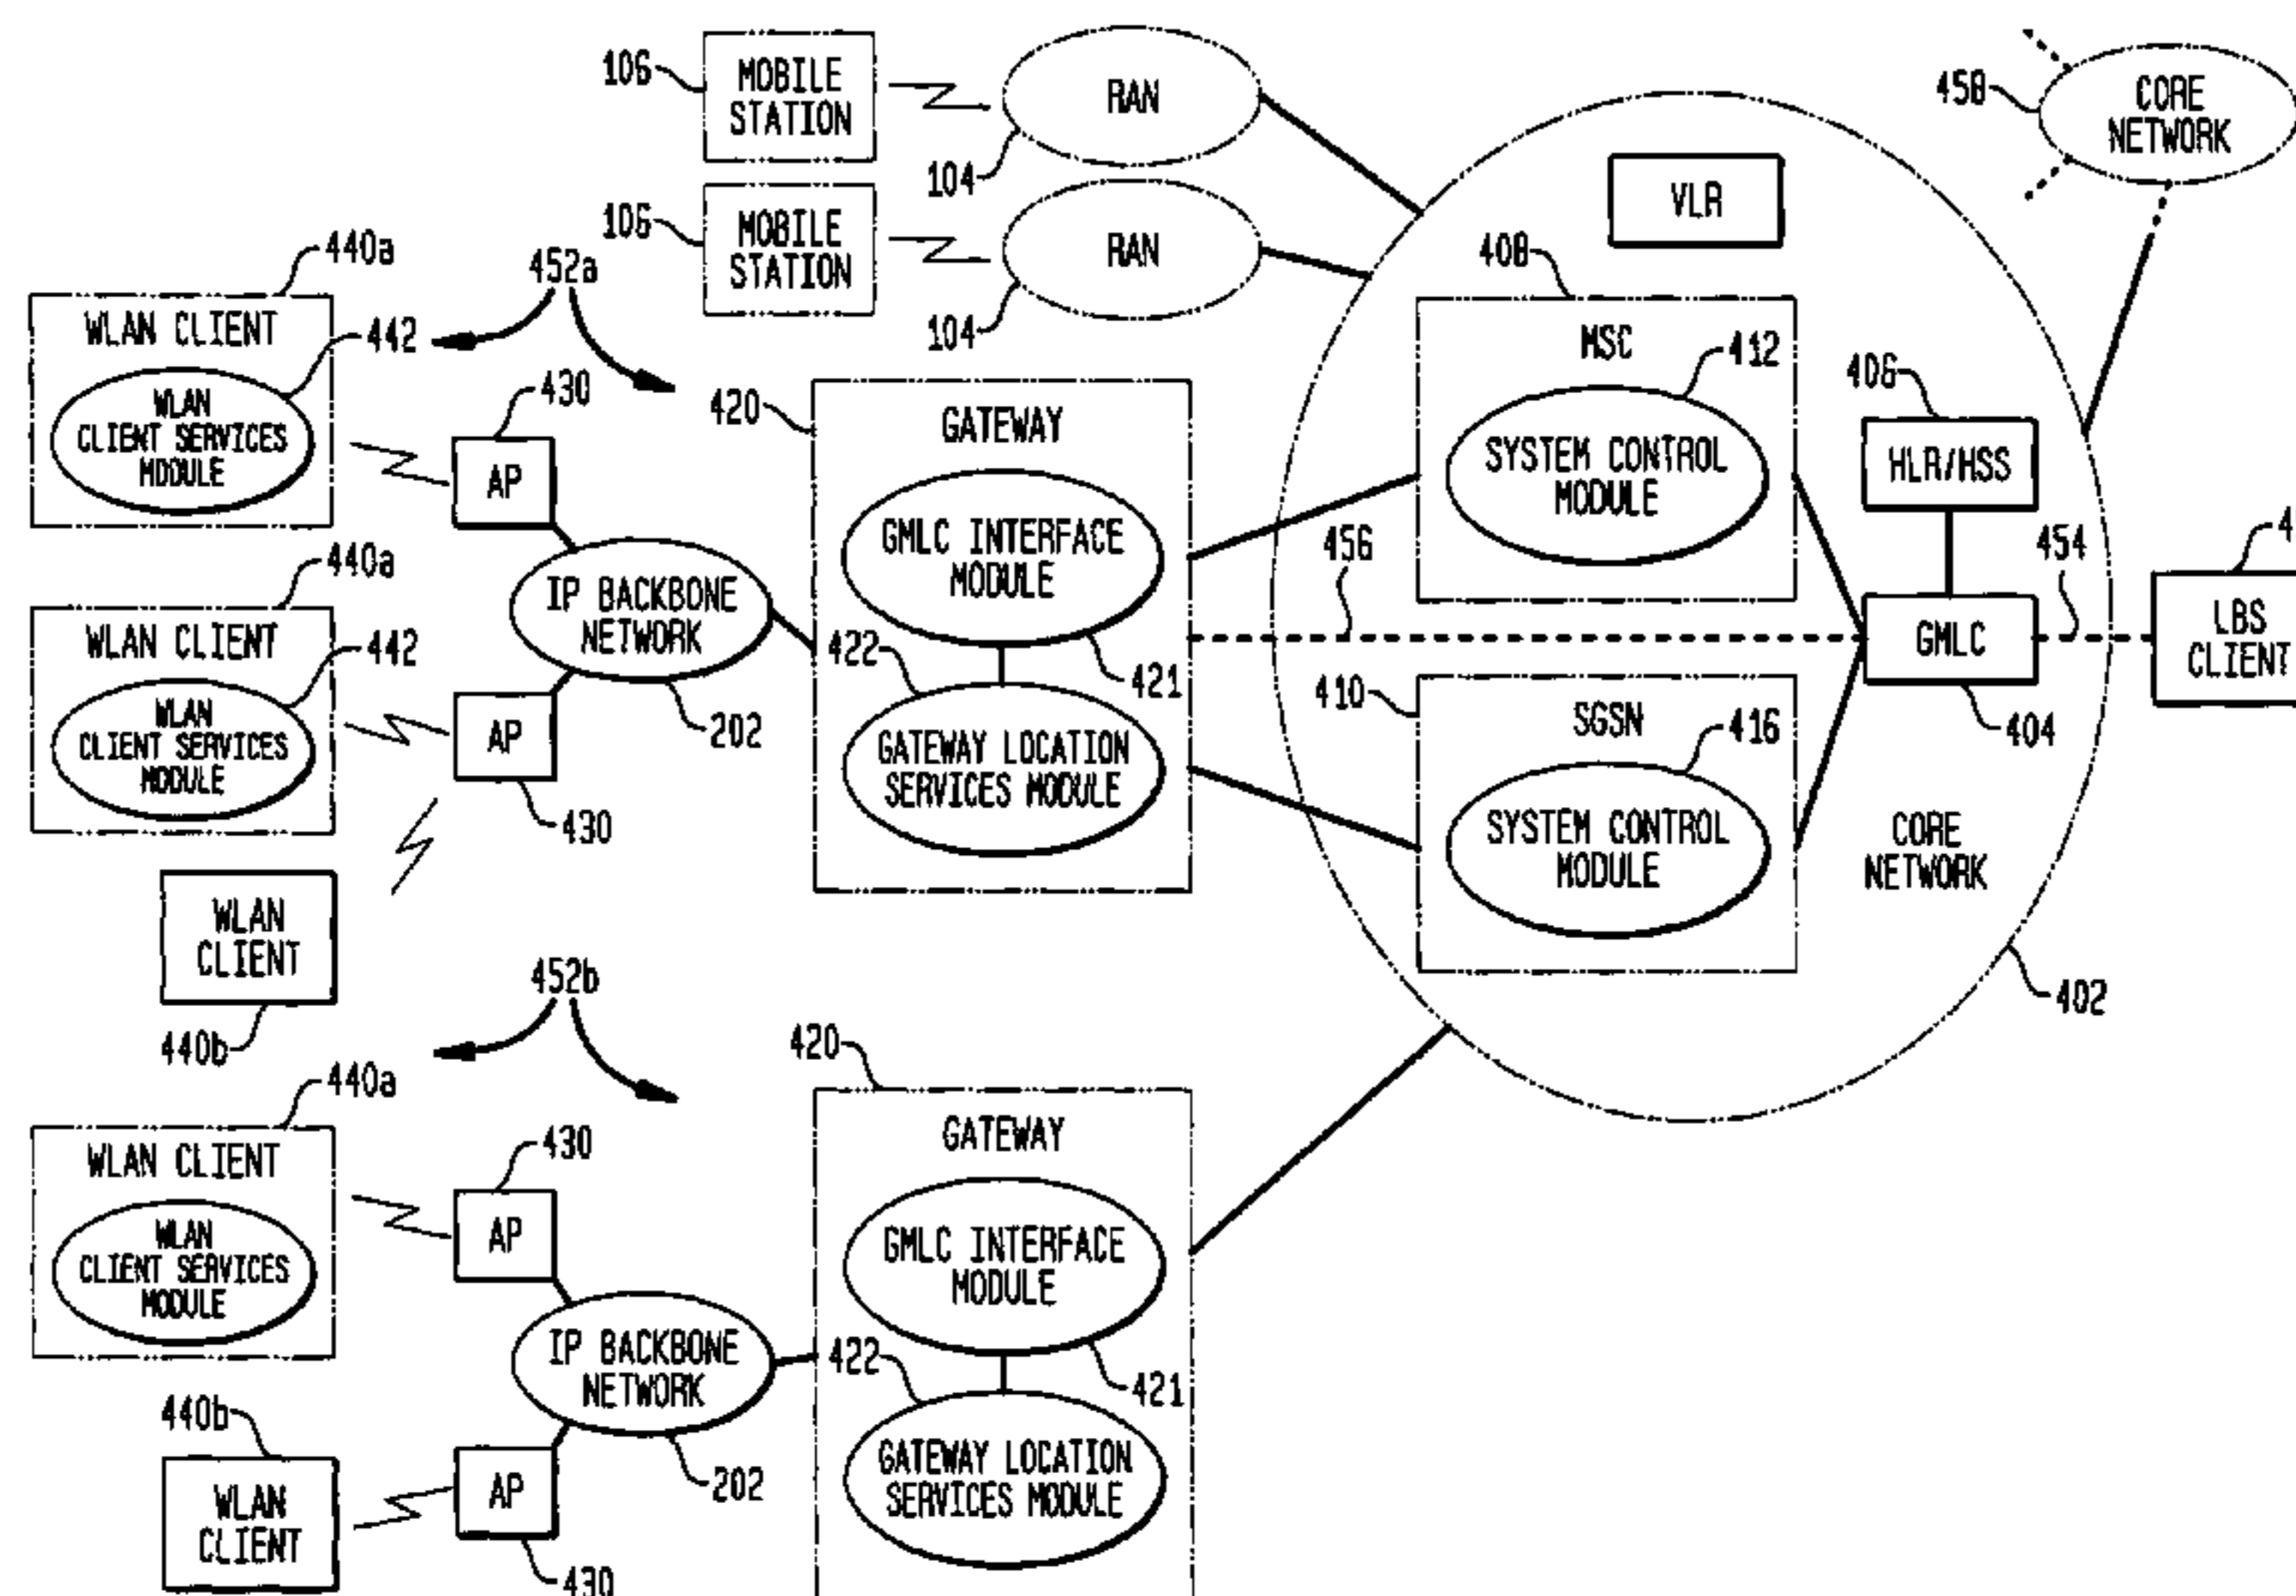 106
MOBILE
STATION
RAN
104
106
MOBILE
STATION
RAN
104
458
CORE
NETWORK
VLR
408
MSC
412
SYSTEM CONTROL
MODULE
406
HLR/HSS
456
454
GMLC
404
4
LBS
CLIENT
410
SGSN
416
SYSTEM CONTROL
MODULE
CORE
NETWORK
402
440a
WLAN CLIENT
442
WLAN
CLIENT SERVICES
MODULE
452a
430
AP
440a
WLAN CLIENT
442
WLAN
CLIENT SERVICES
MODULE
IP BACKBONE
NETWORK
202
AP
430
WLAN
CLIENT
440b
420
GATEWAY
GMLC INTERFACE
MODULE
421
422
GATEWAY LOCATION
SERVICES MODULE
452b
440a
WLAN CLIENT
WLAN
CLIENT SERVICES
MODULE
430
AP
IP BACKBONE
NETWORK
202
440b
WLAN
CLIENT
AP
430
420
GATEWAY
GMLC INTERFACE
MODULE
421
422
GATEWAY LOCATION
SERVICES MODULE